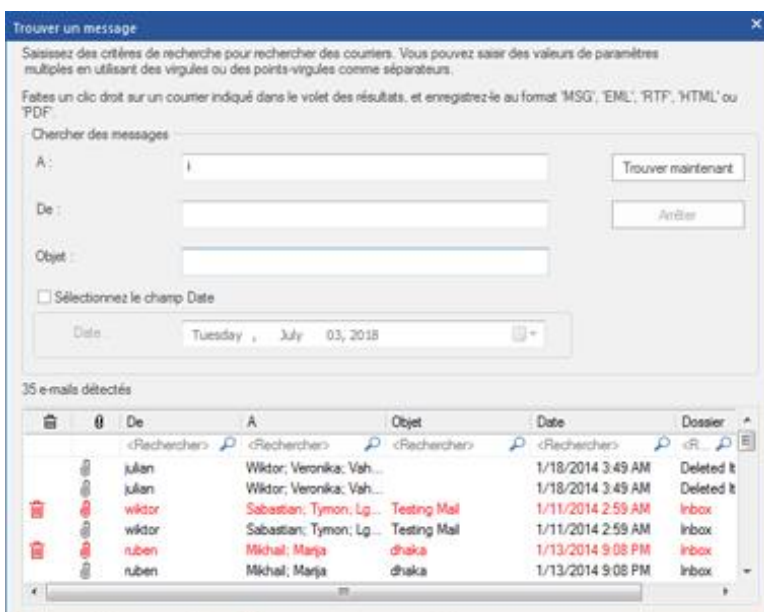 Trouver un message
Saisissez des critères de recherche pour rechercher des courriers. Vous pouvez saisir des valeurs de paramètres
multiples en utilisant des virgules ou des points-virgules comme séparateurs.
Faites un clic droit sur un courrier indiqué dans le volet des résultats, et enregistrez-le au format 'MSG', 'EML', 'RTF', 'HTML' ou
'PDF'.
Chercher des messages
A : i Trouver maintenant
De : Arrêter
Objet :
Sélectionnez le champ Date
Date Tuesday , July 03, 2018
35 e-mails détectés
De A Objet Date Dossier
<Rechercher> <Rechercher> <Rechercher> <Rechercher> <R...
julian Wiktor; Veronika; Vah... 1/18/2014 3:49 AM Deleted It
julian Wiktor; Veronika; Vah... 1/18/2014 3:49 AM Deleted It
wiktor Sabastian; Tymon; Lg... Testing Mail 1/11/2014 2:59 AM Inbox
wiktor Sabastian; Tymon; Lg... Testing Mail 1/11/2014 2:59 AM Inbox
ruben Mikhail; Marija dhaka 1/13/2014 9:08 PM Inbox
ruben Mikhail; Marija dhaka 1/13/2014 9:08 PM Inbox